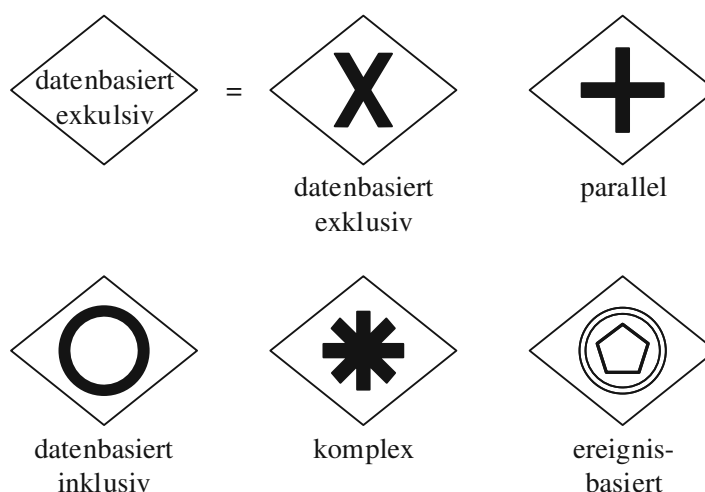 datenbasiert
exkulsiv
=
X
datenbasiert
exklusiv
parallel
datenbasiert
inklusiv
komplex
ereignis-
basiert